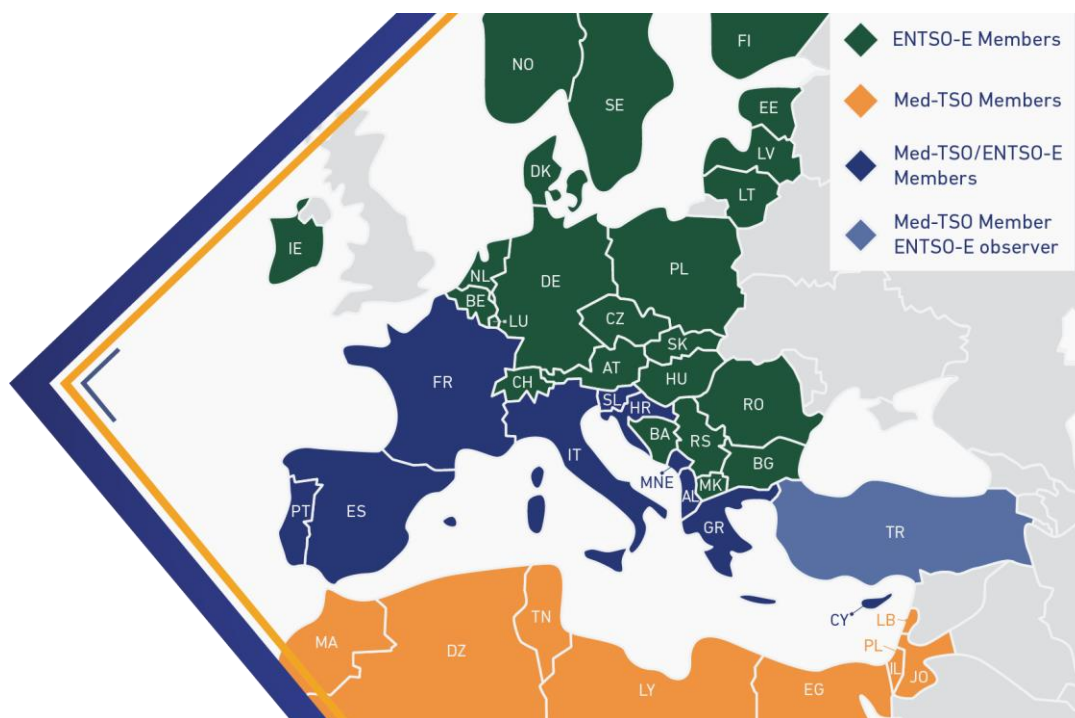 ENTSO-E Members
Med-TSO Members
Med-TSO/ENTSO-E
Members
Med-TSO Member
ENTSO-E observer
NO
FI
SE
EE
LV
DK
LT
IE
NL
DE
PL
BE
LU
CZ
SK
FR
CH
AT
HU
SL
HR
RO
IT
BA
RS
BG
MNE
MK
AL
PT
ES
GR
TR
CY
LB
TN
MA
DZ
PL
IL
JO
LY
EG